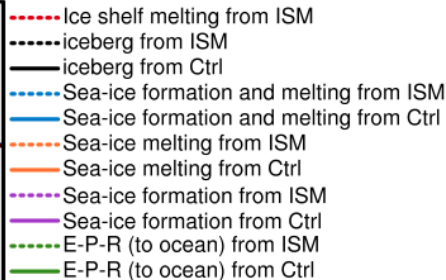 Ice shelf melting from ISM
iceberg from ISM
iceberg from Ctrl
Sea-ice formation and melting from ISM
Sea-ice formation and melting from Ctrl
Sea-ice melting from ISM
Sea-ice melting from Ctrl
Sea-ice formation from ISM
Sea-ice formation from Ctrl
E-P-R (to ocean) from ISM
E-P-R (to ocean) from Ctrl